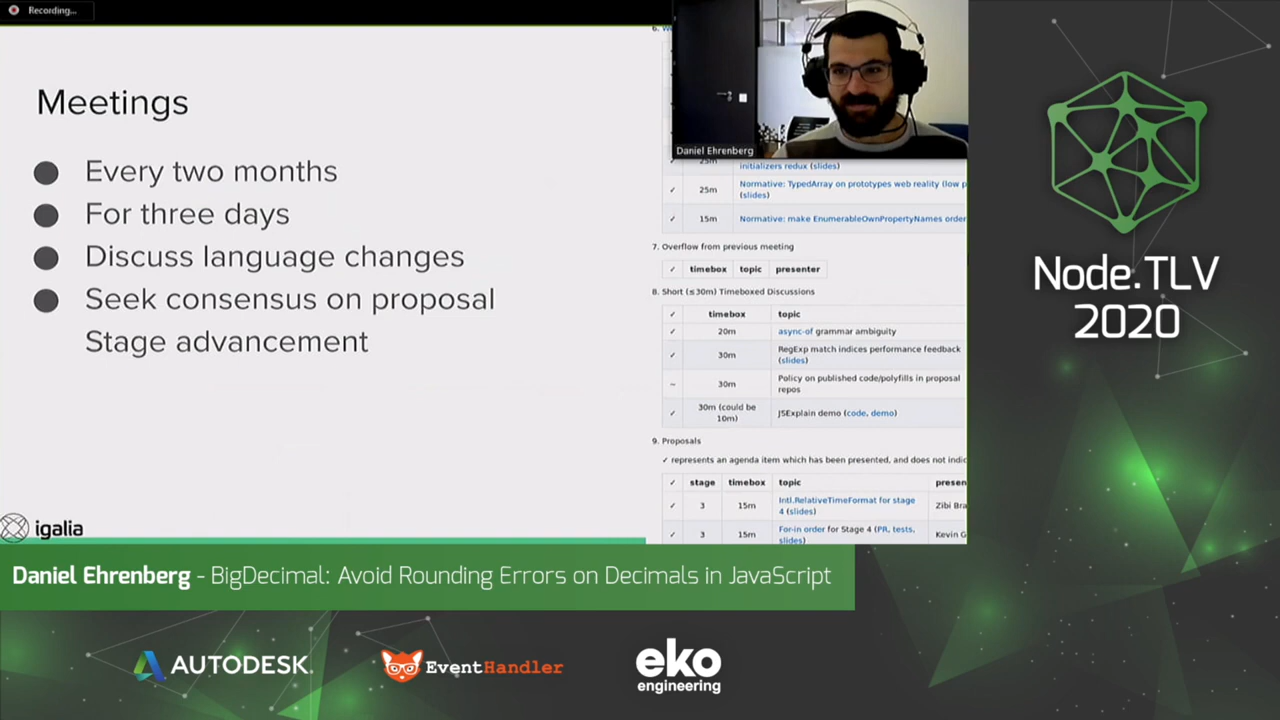 Recording...
Meetings
Every two months
For three days
Discuss language changes
Seek consensus on proposal
Stage advancement
igalia
6.
Daniel Ehrenberg
✓ 25m initializers redux (slides)
✓ 25m Normative: TypedArray on prototypes web reality (low p
(slides)
✓ 15m Normative: make EnumerableOwnPropertyNames order
7. Overflow from previous meeting
✓ timebox topic presenter
8. Short (≤30m) Timeboxed Discussions
✓ timebox topic
✓ 20m async-of grammar ambiguity
✓ 30m RegExp match indices performance feedback
(slides)
~ 30m Policy on published code/polyfills in proposal
repos
✓ 30m (could be
10m) JSExplain demo (code, demo)
9. Proposals
✓ represents an agenda item which has been presented, and does not indic
✓ stage timebox topic presen
✓ 3 15m Intl.RelativeTimeFormat for stage
4 (slides) Zibi Bra
✓ 3 15m For-in order for Stage 4 (PR, tests,
slides) Kevin G
Node.TLV
2020
Daniel Ehrenberg - BigDecimal: Avoid Rounding Errors on Decimals in JavaScript
AUTODESK.
EventHandler
eko
engineering